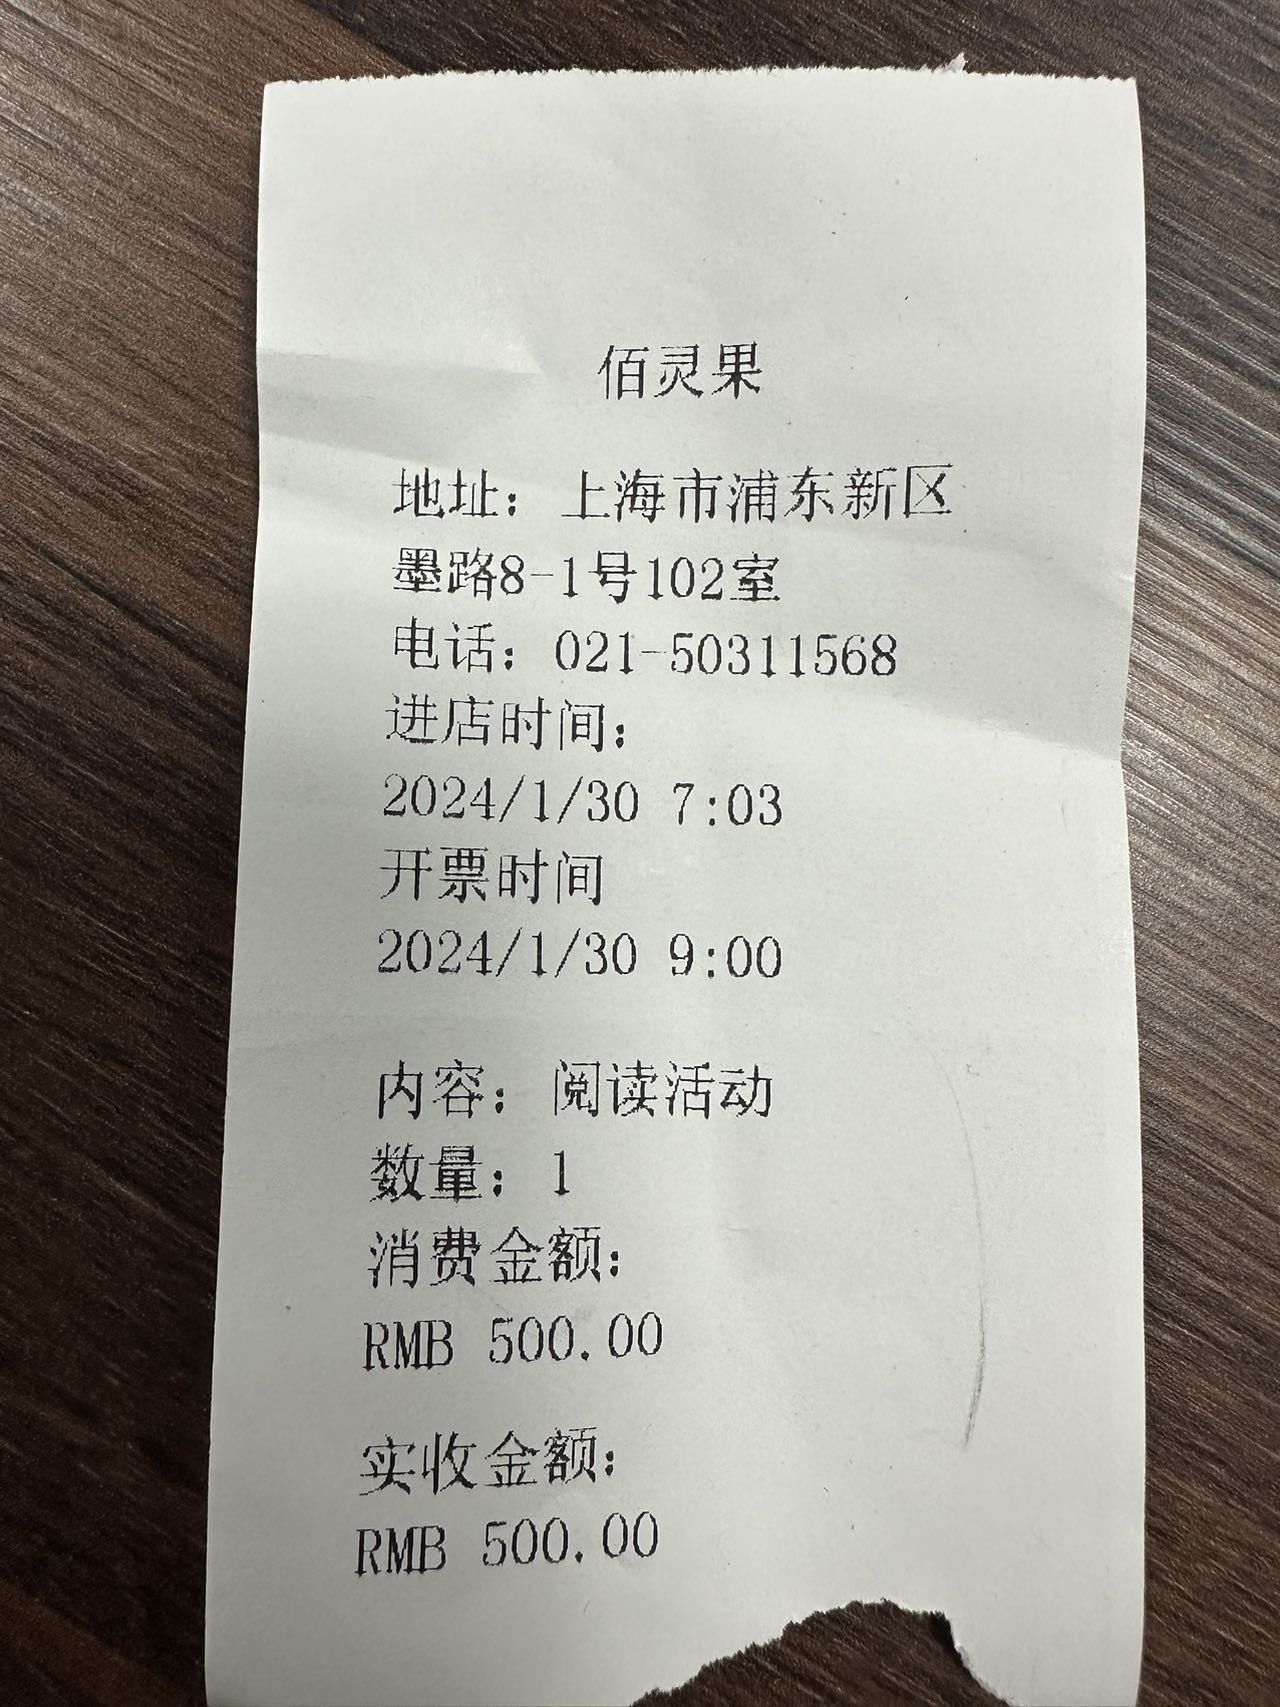 佰灵果
地址：上海市浦东新区
墨路8-1号102室
电话：021-50311568
进店时间：
2024/1/30 7:03
开票时间
2024/1/30 9:00
内容：阅读活动
数量：1
消费金额：
RMB 500.00
实收金额：
RMB 500.00